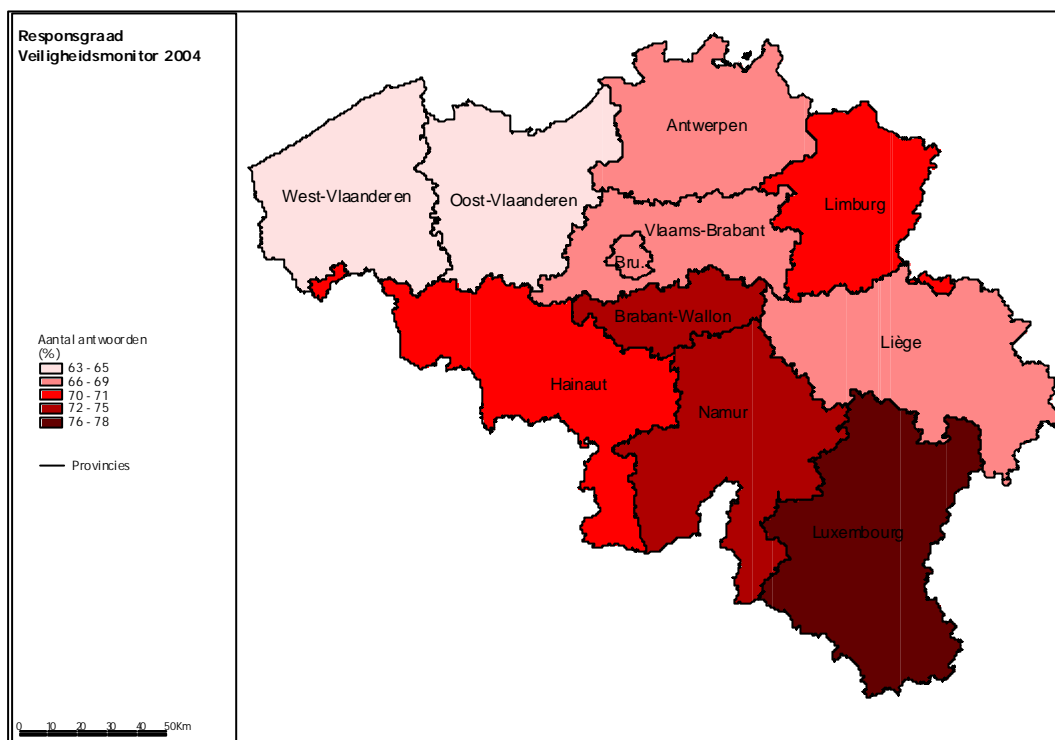 Responsgraad
Veiligheidsmonitor 2004
Antwerpen
West-Vlaanderen
Oost-Vlaanderen
Limburg
Vlaams-Brabant
Bru.
Brabant-Wallon
Liège
Hainaut
Namur
Luxembourg
Aantal antwoorden
(%)
63 - 65
66 - 69
70 - 71
72 - 75
76 - 78
Provincies
0 10 20 30 40 50Km